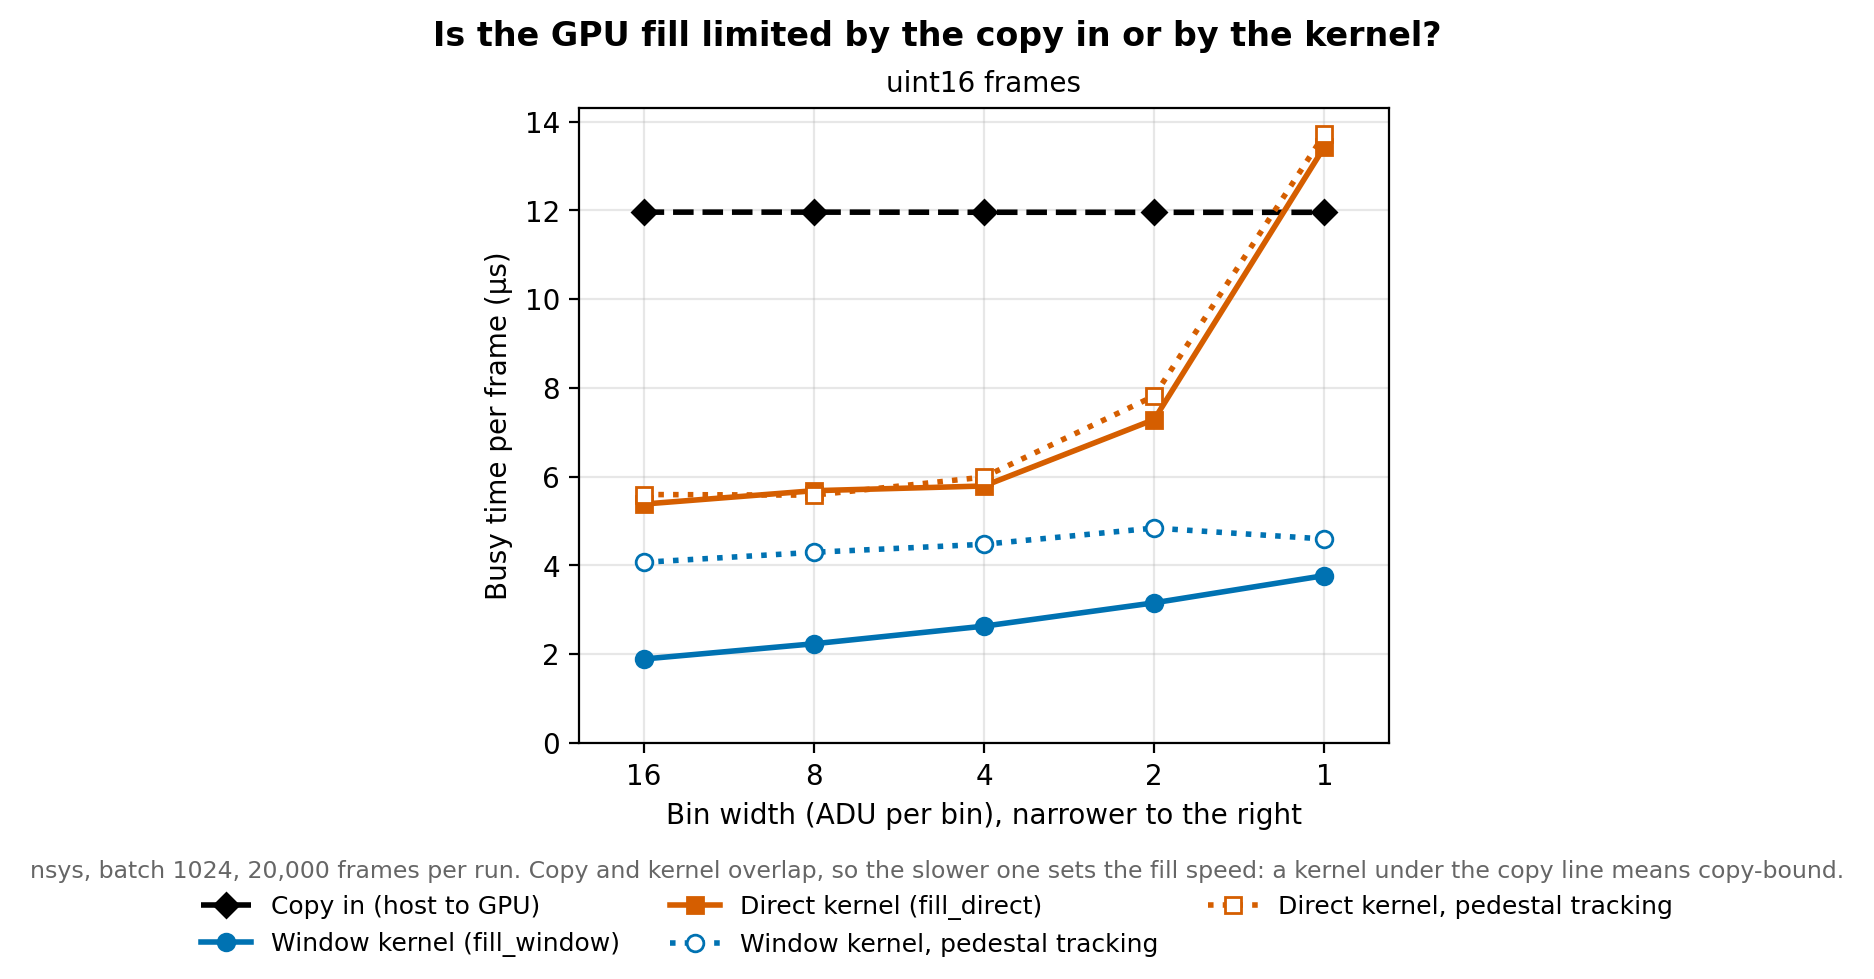 Is the GPU fill limited by the copy in or by the kernel?
uint16 frames
14
12
10
8
6
4
2
0
Busy time per frame (µs)
16 8 4 2 1
Bin width (ADU per bin), narrower to the right
nsys, batch 1024, 20,000 frames per run. Copy and kernel overlap, so the slower one sets the fill speed: a kernel under the copy line means copy-bound.
Copy in (host to GPU)
Window kernel (fill_window)
Direct kernel (fill_direct)
Window kernel, pedestal tracking
Direct kernel, pedestal tracking